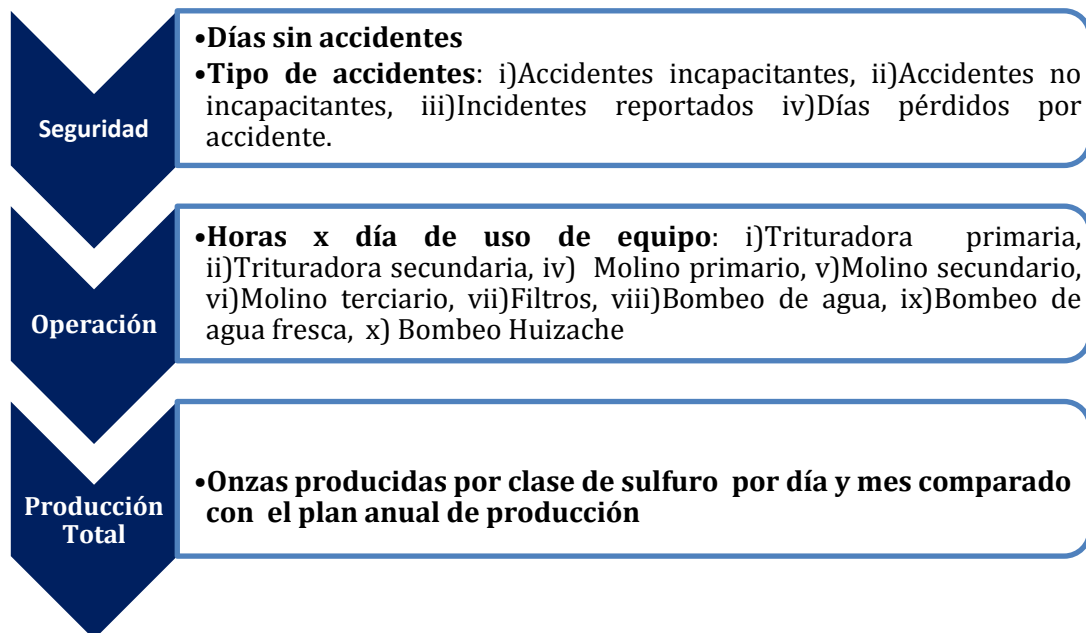 Seguridad
•Días sin accidentes
•Tipo de accidentes: i)Accidentes incapacitantes, ii)Accidentes no
incapacitantes, iii)Incidentes reportados iv)Días pérdidos por
accidente.
Operación
•Horas x día de uso de equipo: i)Trituradora primaria,
ii)Trituradora secundaria, iv) Molino primario, v)Molino secundario,
vi)Molino terciario, vii)Filtros, viii)Bombeo de agua, ix)Bombeo de
agua fresca, x) Bombeo Huizache
Producción
Total
•Onzas producidas por clase de sulfuro por día y mes comparado
con el plan anual de producción